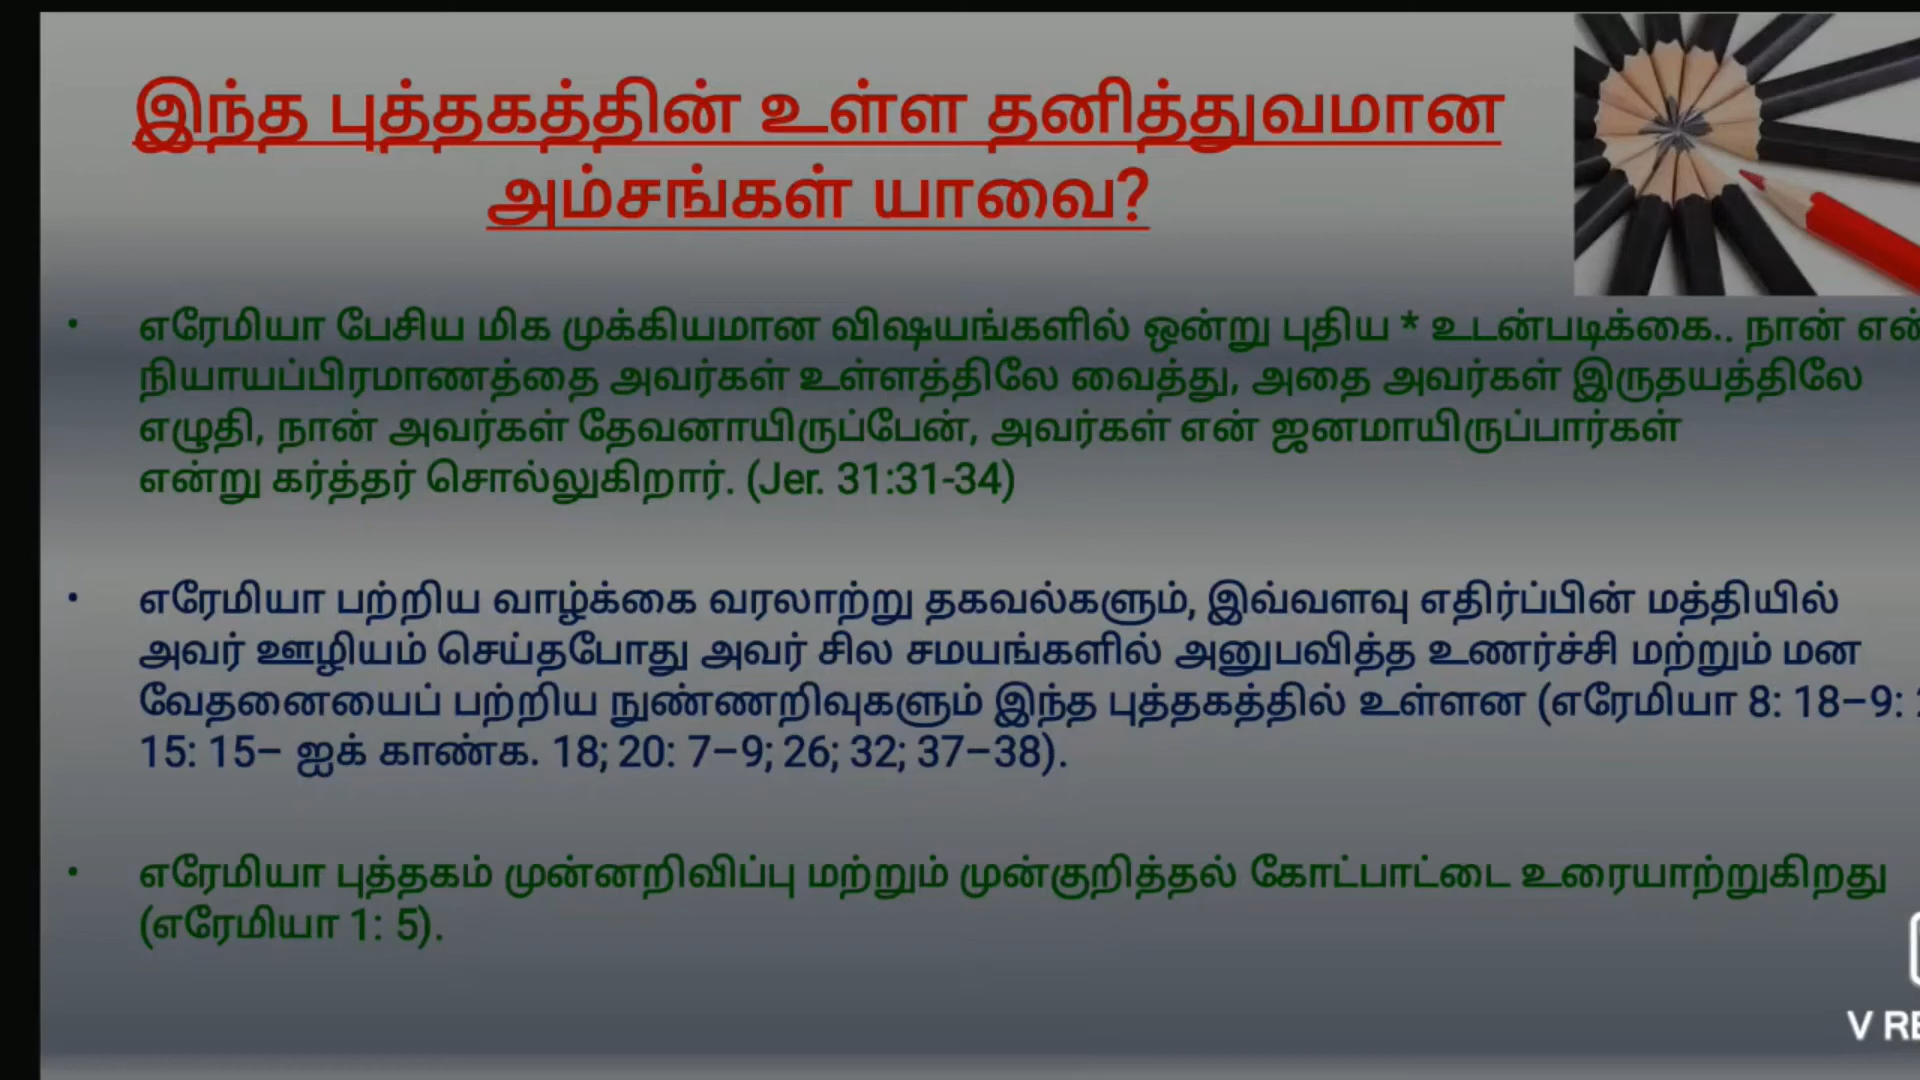 இந்த புத்தகத்தின் உள்ள தனித்துவமான
அம்சங்கள் யாவை?
• எரேமியா பேசிய மிக முக்கியமான விஷயங்களில் ஒன்று புதிய * உடன்படிக்கை.. நான் என்
நியாயப்பிரமாணத்தை அவர்கள் உள்ளத்திலே வைத்து, அதை அவர்கள் இருதயத்திலே
எழுதி, நான் அவர்கள் தேவனாயிருப்பேன், அவர்கள் என் ஜனமாயிருப்பார்கள்
என்று கர்த்தர் சொல்லுகிறார். (Jer. 31:31-34)
• எரேமியா பற்றிய வாழ்க்கை வரலாற்று தகவல்களும், இவ்வளவு எதிர்ப்பின் மத்தியில்
அவர் ஊழியம் செய்தபோது அவர் சில சமயங்களில் அனுபவித்த உணர்ச்சி மற்றும் மன
வேதனையைப் பற்றிய நுண்ணறிவுகளும் இந்த புத்தகத்தில் உள்ளன (எரேமியா 8: 18–9:
15: 15– ஐக் காண்க. 18; 20: 7–9; 26; 32; 37–38).
• எரேமியா புத்தகம் முன்னறிவிப்பு மற்றும் முன்குறித்தல் கோட்பாட்டை உரையாற்றுகிறது
(எரேமியா 1: 5).
V RE